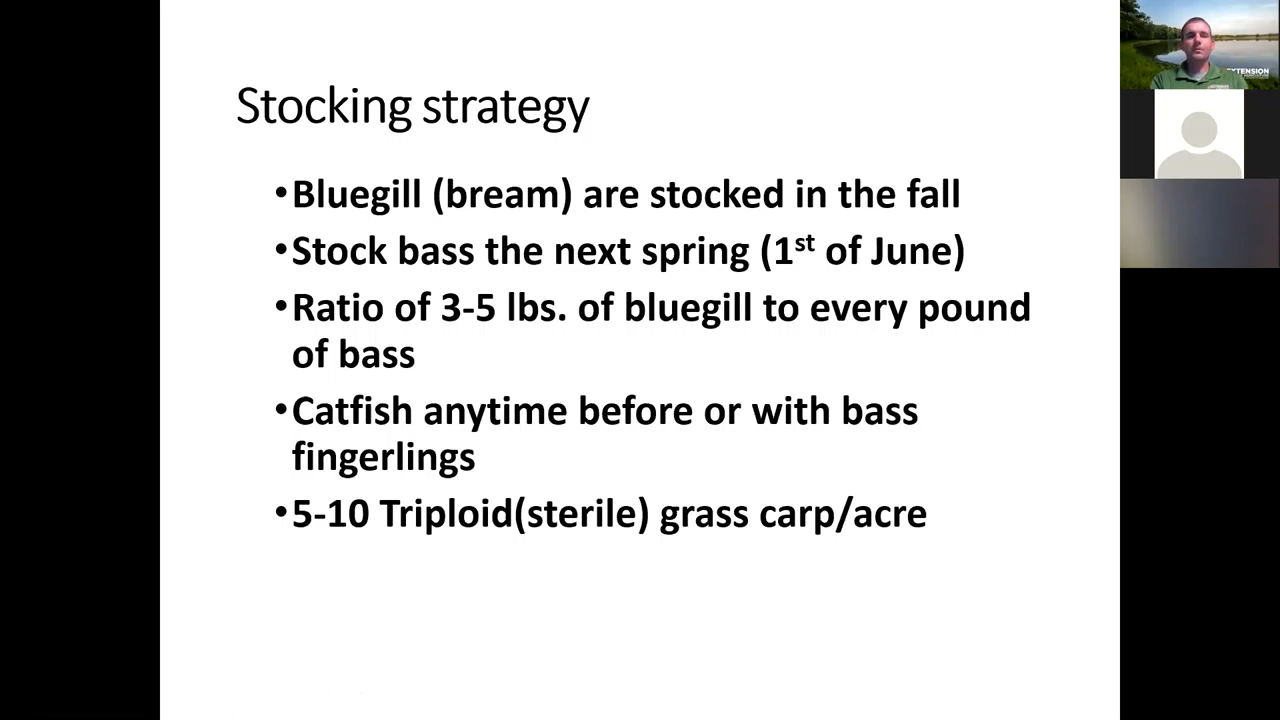 Stocking strategy
•Bluegill (bream) are stocked in the fall
•Stock bass the next spring (1st of June)
•Ratio of 3-5 lbs. of bluegill to every pound
of bass
•Catfish anytime before or with bass
fingerlings
•5-10 Triploid(sterile) grass carp/acre
EXTENSION